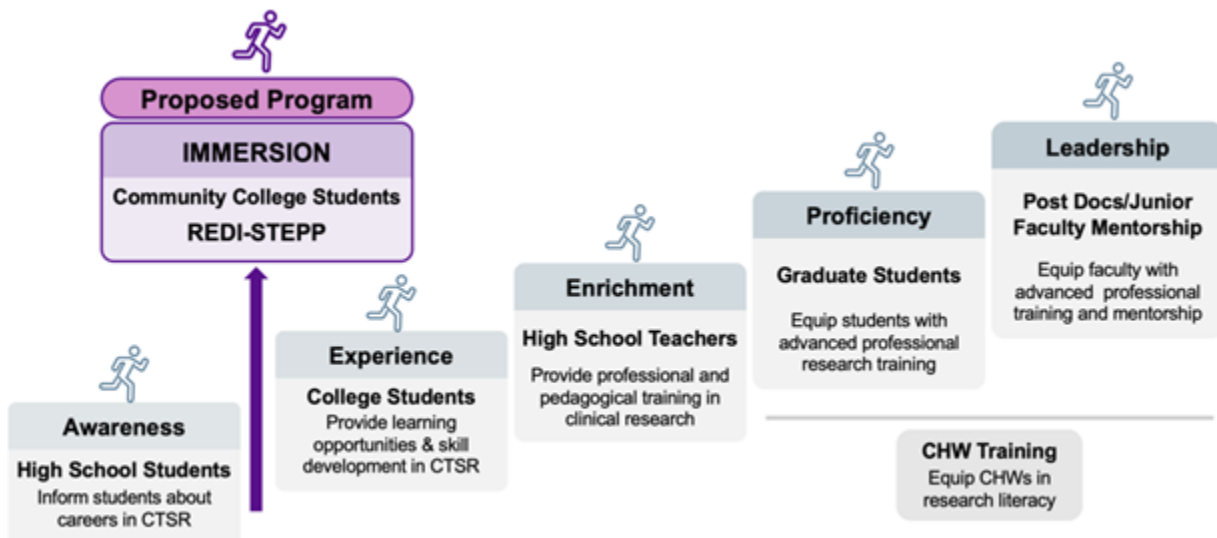 Proposed Program
IMMERSION
Community College Students
REDI-STEPP
Awareness
High School Students
Inform students about
careers in CTSR
Experience
College Students
Provide learning
opportunities & skill
development in CTSR
Enrichment
High School Teachers
Provide professional and
pedagogical training in
clinical research
Proficiency
Graduate Students
Equip students with
advanced professional
research training
Leadership
Post Docs/Junior
Faculty Mentorship
Equip faculty with
advanced professional
training and mentorship
CHW Training
Equip CHWs in
research literacy